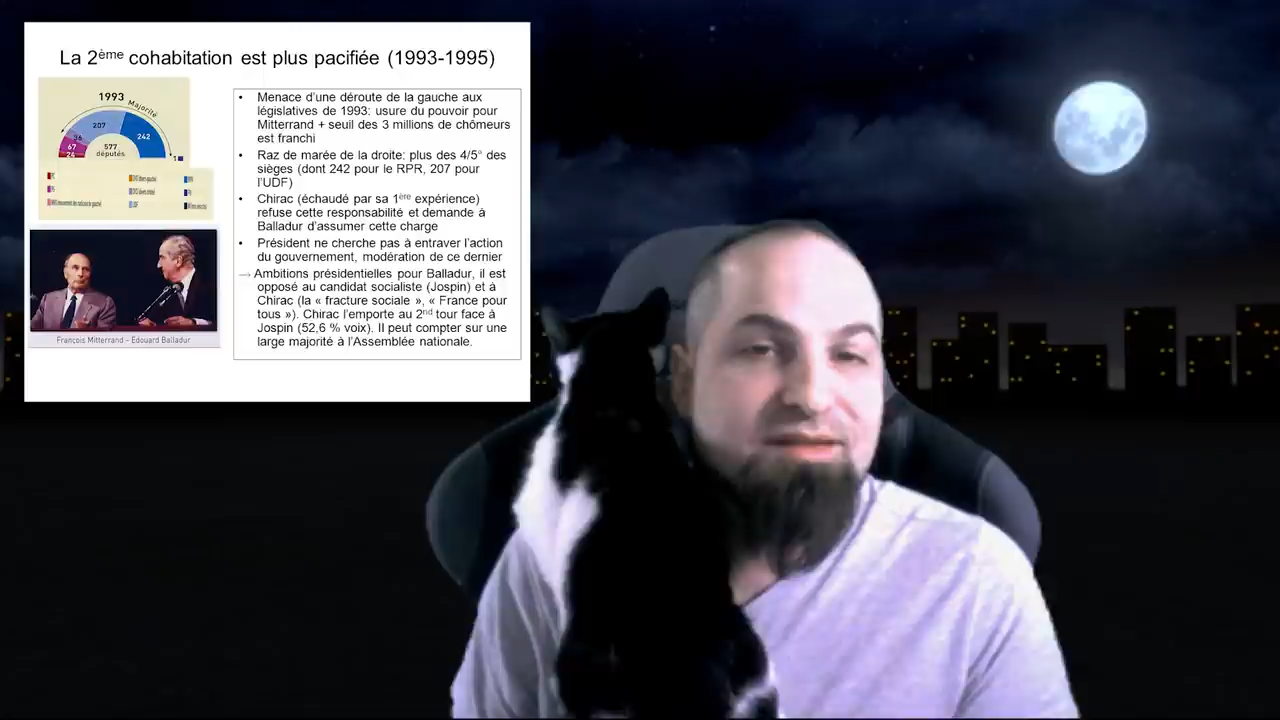 La 2ème cohabitation est plus pacifiée (1993-1995)
1993
Majorité
207
242
36
67
24
577
députés
1
• Menace d'une déroute de la gauche aux
législatives de 1993: usure du pouvoir pour
Mitterrand + seuil des 3 millions de chômeurs
est franchi
• Raz de marée de la droite: plus des 4/5° des
sièges (dont 242 pour le RPR, 207 pour
l'UDF)
• Chirac (échaudé par sa 1ère expérience)
refuse cette responsabilité et demande à
Balladur d'assumer cette charge
• Président ne cherche pas à entraver l'action
du gouvernement, modération de ce dernier
→ Ambitions présidentielles pour Balladur, il est
opposé au candidat socialiste (Jospin) et à
Chirac (la « fracture sociale », « France pour
tous »). Chirac l'emporte au 2nd tour face à
Jospin (52,6 % voix). Il peut compter sur une
large majorité à l'Assemblée nationale.
François Mitterrand – Edouard Balladur